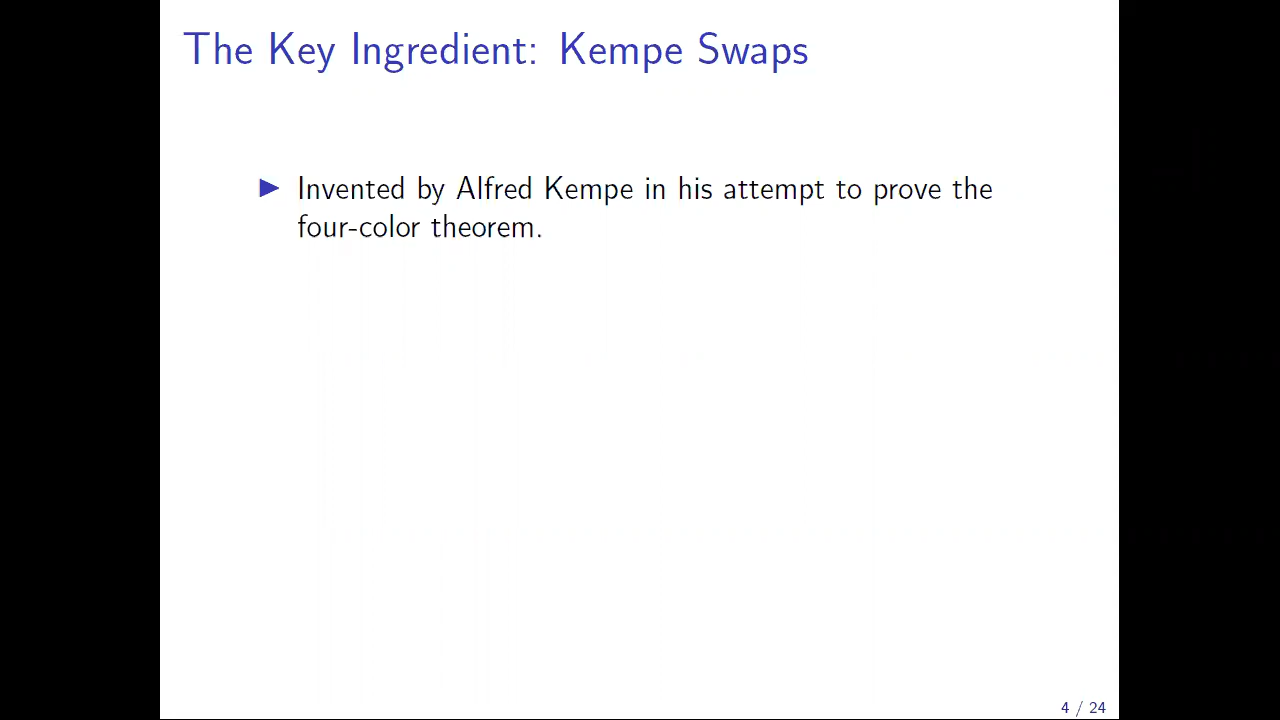 The Key Ingredient: Kempe Swaps
▶ Invented by Alfred Kempe in his attempt to prove the
four-color theorem.
4 / 24